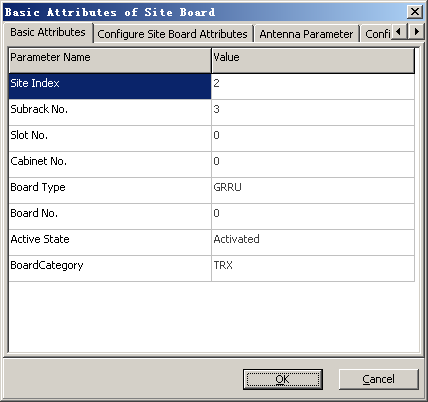 Basic Attributes of Site Board
Basic Attributes Configure Site Board Attributes Antenna Parameter Confi
Parameter Name Value
Site Index 2
Subrack No. 3
Slot No. 0
Cabinet No. 0
Board Type GRRU
Board No. 0
Active State Activated
BoardCategory TRX
OK Cancel